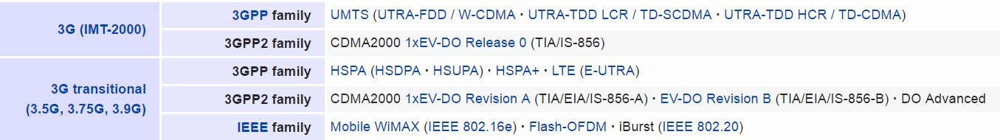 3G (IMT-2000)
3GPP family UMTS (UTRA-FDD / W-CDMA · UTRA-TDD LCR / TD-SCDMA · UTRA-TDD HCR / TD-CDMA)
3GPP2 family CDMA2000 1xEV-DO Release 0 (TIA/IS-856)
3G transitional
(3.5G, 3.75G, 3.9G)
3GPP family HSPA (HSDPA · HSUPA) · HSPA+ · LTE (E-UTRA)
3GPP2 family CDMA2000 1xEV-DO Revision A (TIA/EIA/IS-856-A) · EV-DO Revision B (TIA/EIA/IS-856-B) · DO Advanced
IEEE family Mobile WiMAX (IEEE 802.16e) · Flash-OFDM · iBurst (IEEE 802.20)